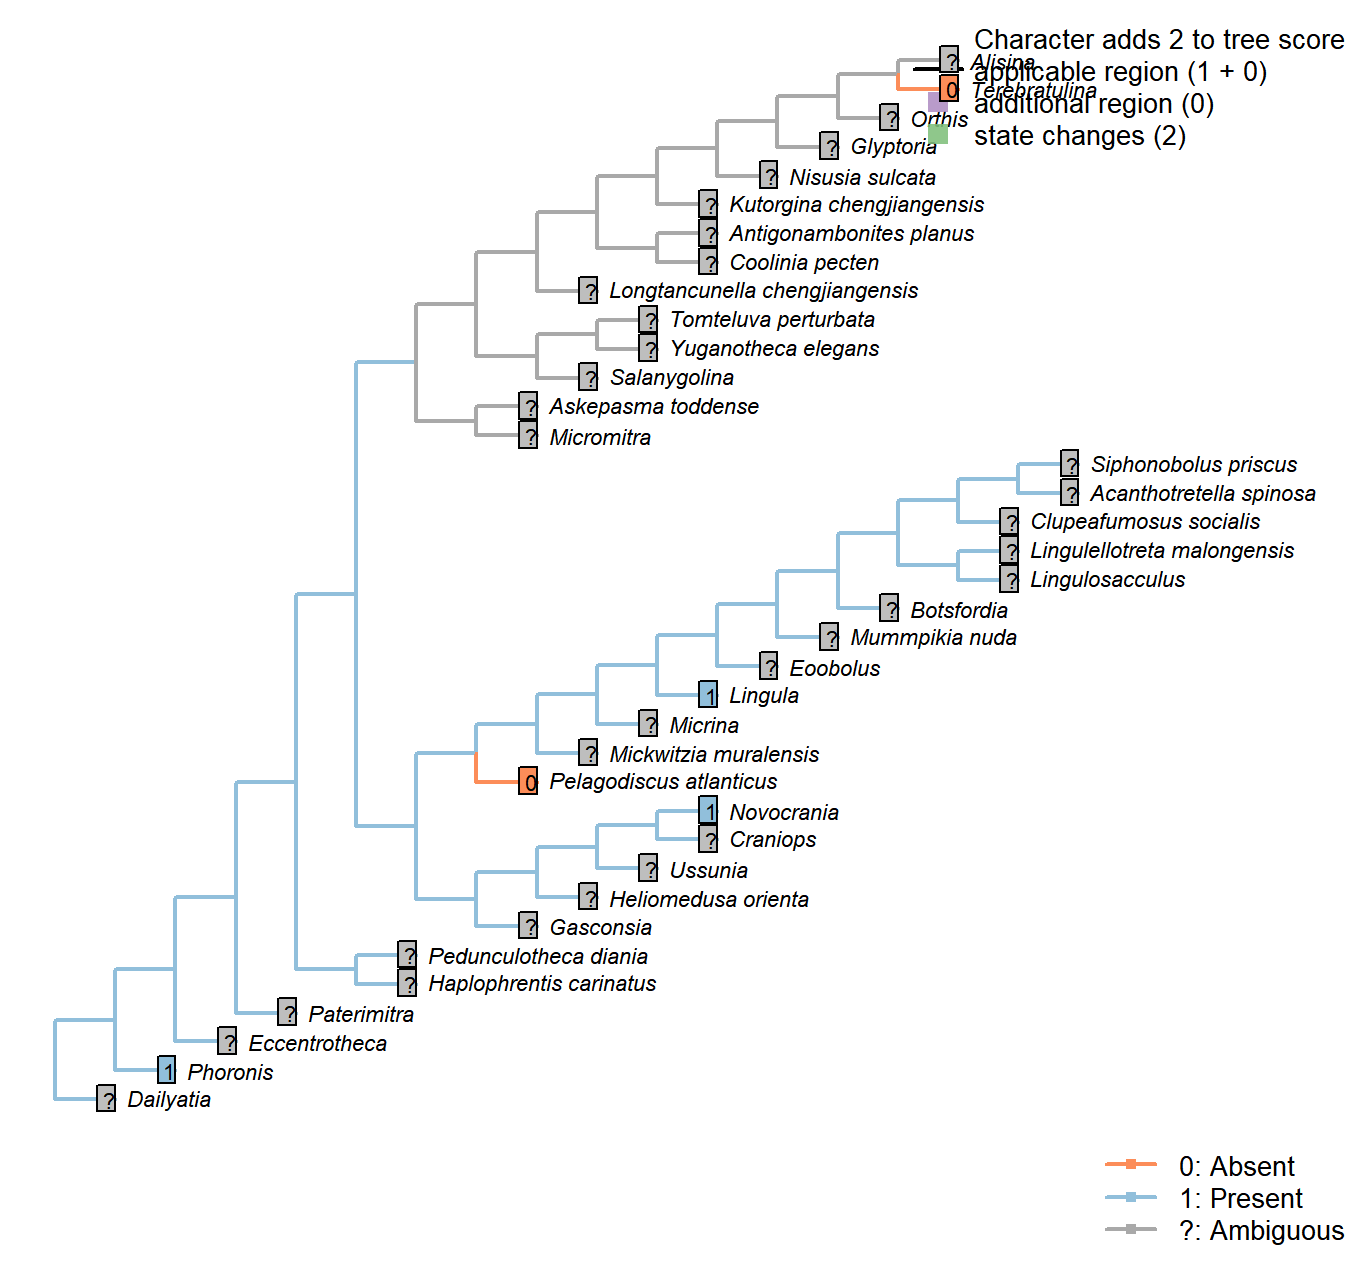 Character adds 2 to tree score
? Alisina
applicable region (1 + 0)
0 Terebratulina
additional region (0)
? Orthis
state changes (2)
? Glyptoria
? Nisusia sulcata
? Kutorgina chengjiangensis
? Antigonambonites planus
? Coolinia pecten
? Longtancunella chengjiangensis
? Tomteluva perturbata
? Yuganotheca elegans
? Salanygolina
? Askepasma toddense
? Micromitra
? Siphonobolus priscus
? Acanthotretella spinosa
? Clupeafumosus socialis
? Lingulellotreta malongensis
? Lingulosacculus
? Botsfordia
? Mummpikia nuda
? Eoobolus
1 Lingula
? Micrina
? Mickwitzia muralensis
0 Pelagodiscus atlanticus
1 Novocrania
? Craniops
? Ussunia
? Heliomedusa orienta
? Gasconsia
? Pedunculotheca diania
? Haplophrentis carinatus
? Paterimitra
? Eccentrotheca
1 Phoronis
? Dailyatia
0: Absent
1: Present
?: Ambiguous